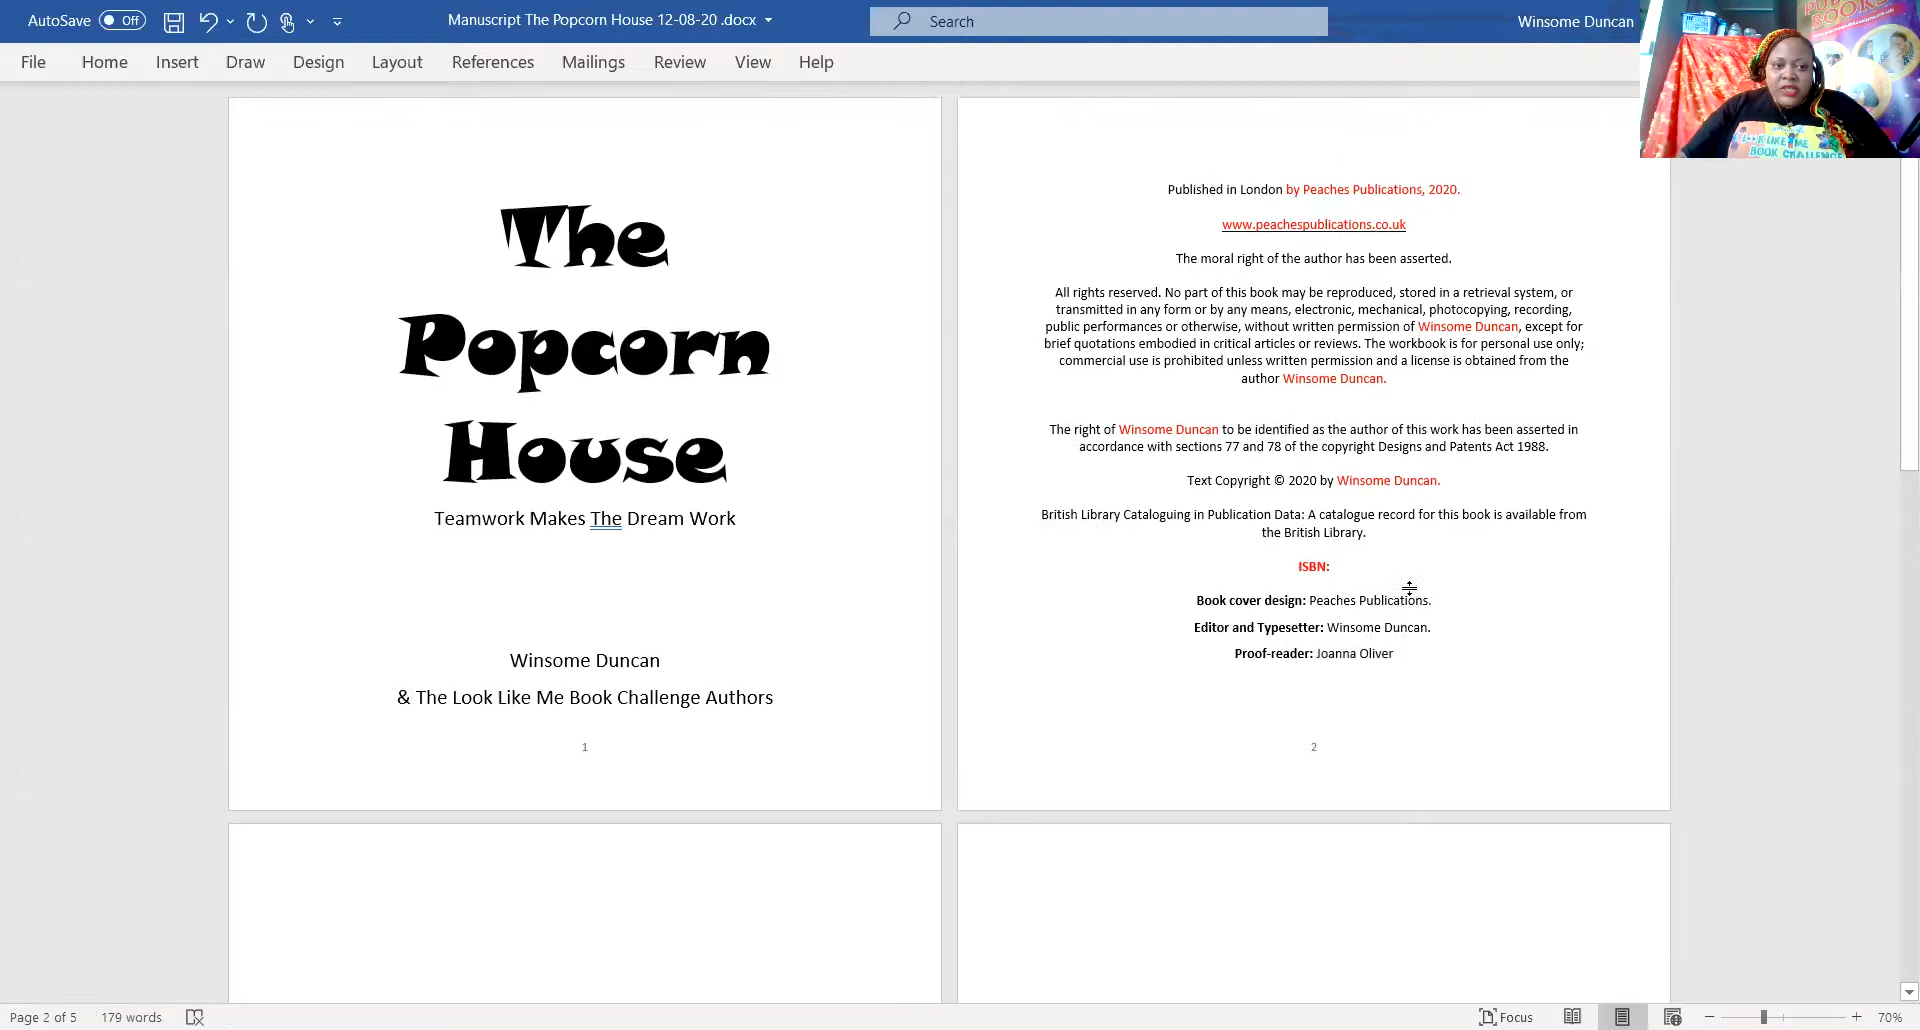 AutoSave Off
Manuscript The Popcorn House 12-08-20 .docx
Search
Winsome Duncan
File Home Insert Draw Design Layout References Mailings Review View Help
BOOK CHALLENGE
The
Popcorn
House
Teamwork Makes The Dream Work
Winsome Duncan
& The Look Like Me Book Challenge Authors
1
Published in London by Peaches Publications, 2020.
www.peachespublications.co.uk
The moral right of the author has been asserted.
All rights reserved. No part of this book may be reproduced, stored in a retrieval system, or
transmitted in any form or by any means, electronic, mechanical, photocopying, recording,
public performances or otherwise, without written permission of Winsome Duncan, except for
brief quotations embodied in critical articles or reviews. The workbook is for personal use only;
commercial use is prohibited unless written permission and a license is obtained from the
author Winsome Duncan.
The right of Winsome Duncan to be identified as the author of this work has been asserted in
accordance with sections 77 and 78 of the copyright Designs and Patents Act 1988.
Text Copyright © 2020 by Winsome Duncan.
British Library Cataloguing in Publication Data: A catalogue record for this book is available from
the British Library.
ISBN:
Book cover design: Peaches Publications.
Editor and Typesetter: Winsome Duncan.
Proof-reader: Joanna Oliver
2
Page 2 of 5 179 words
Focus
70%